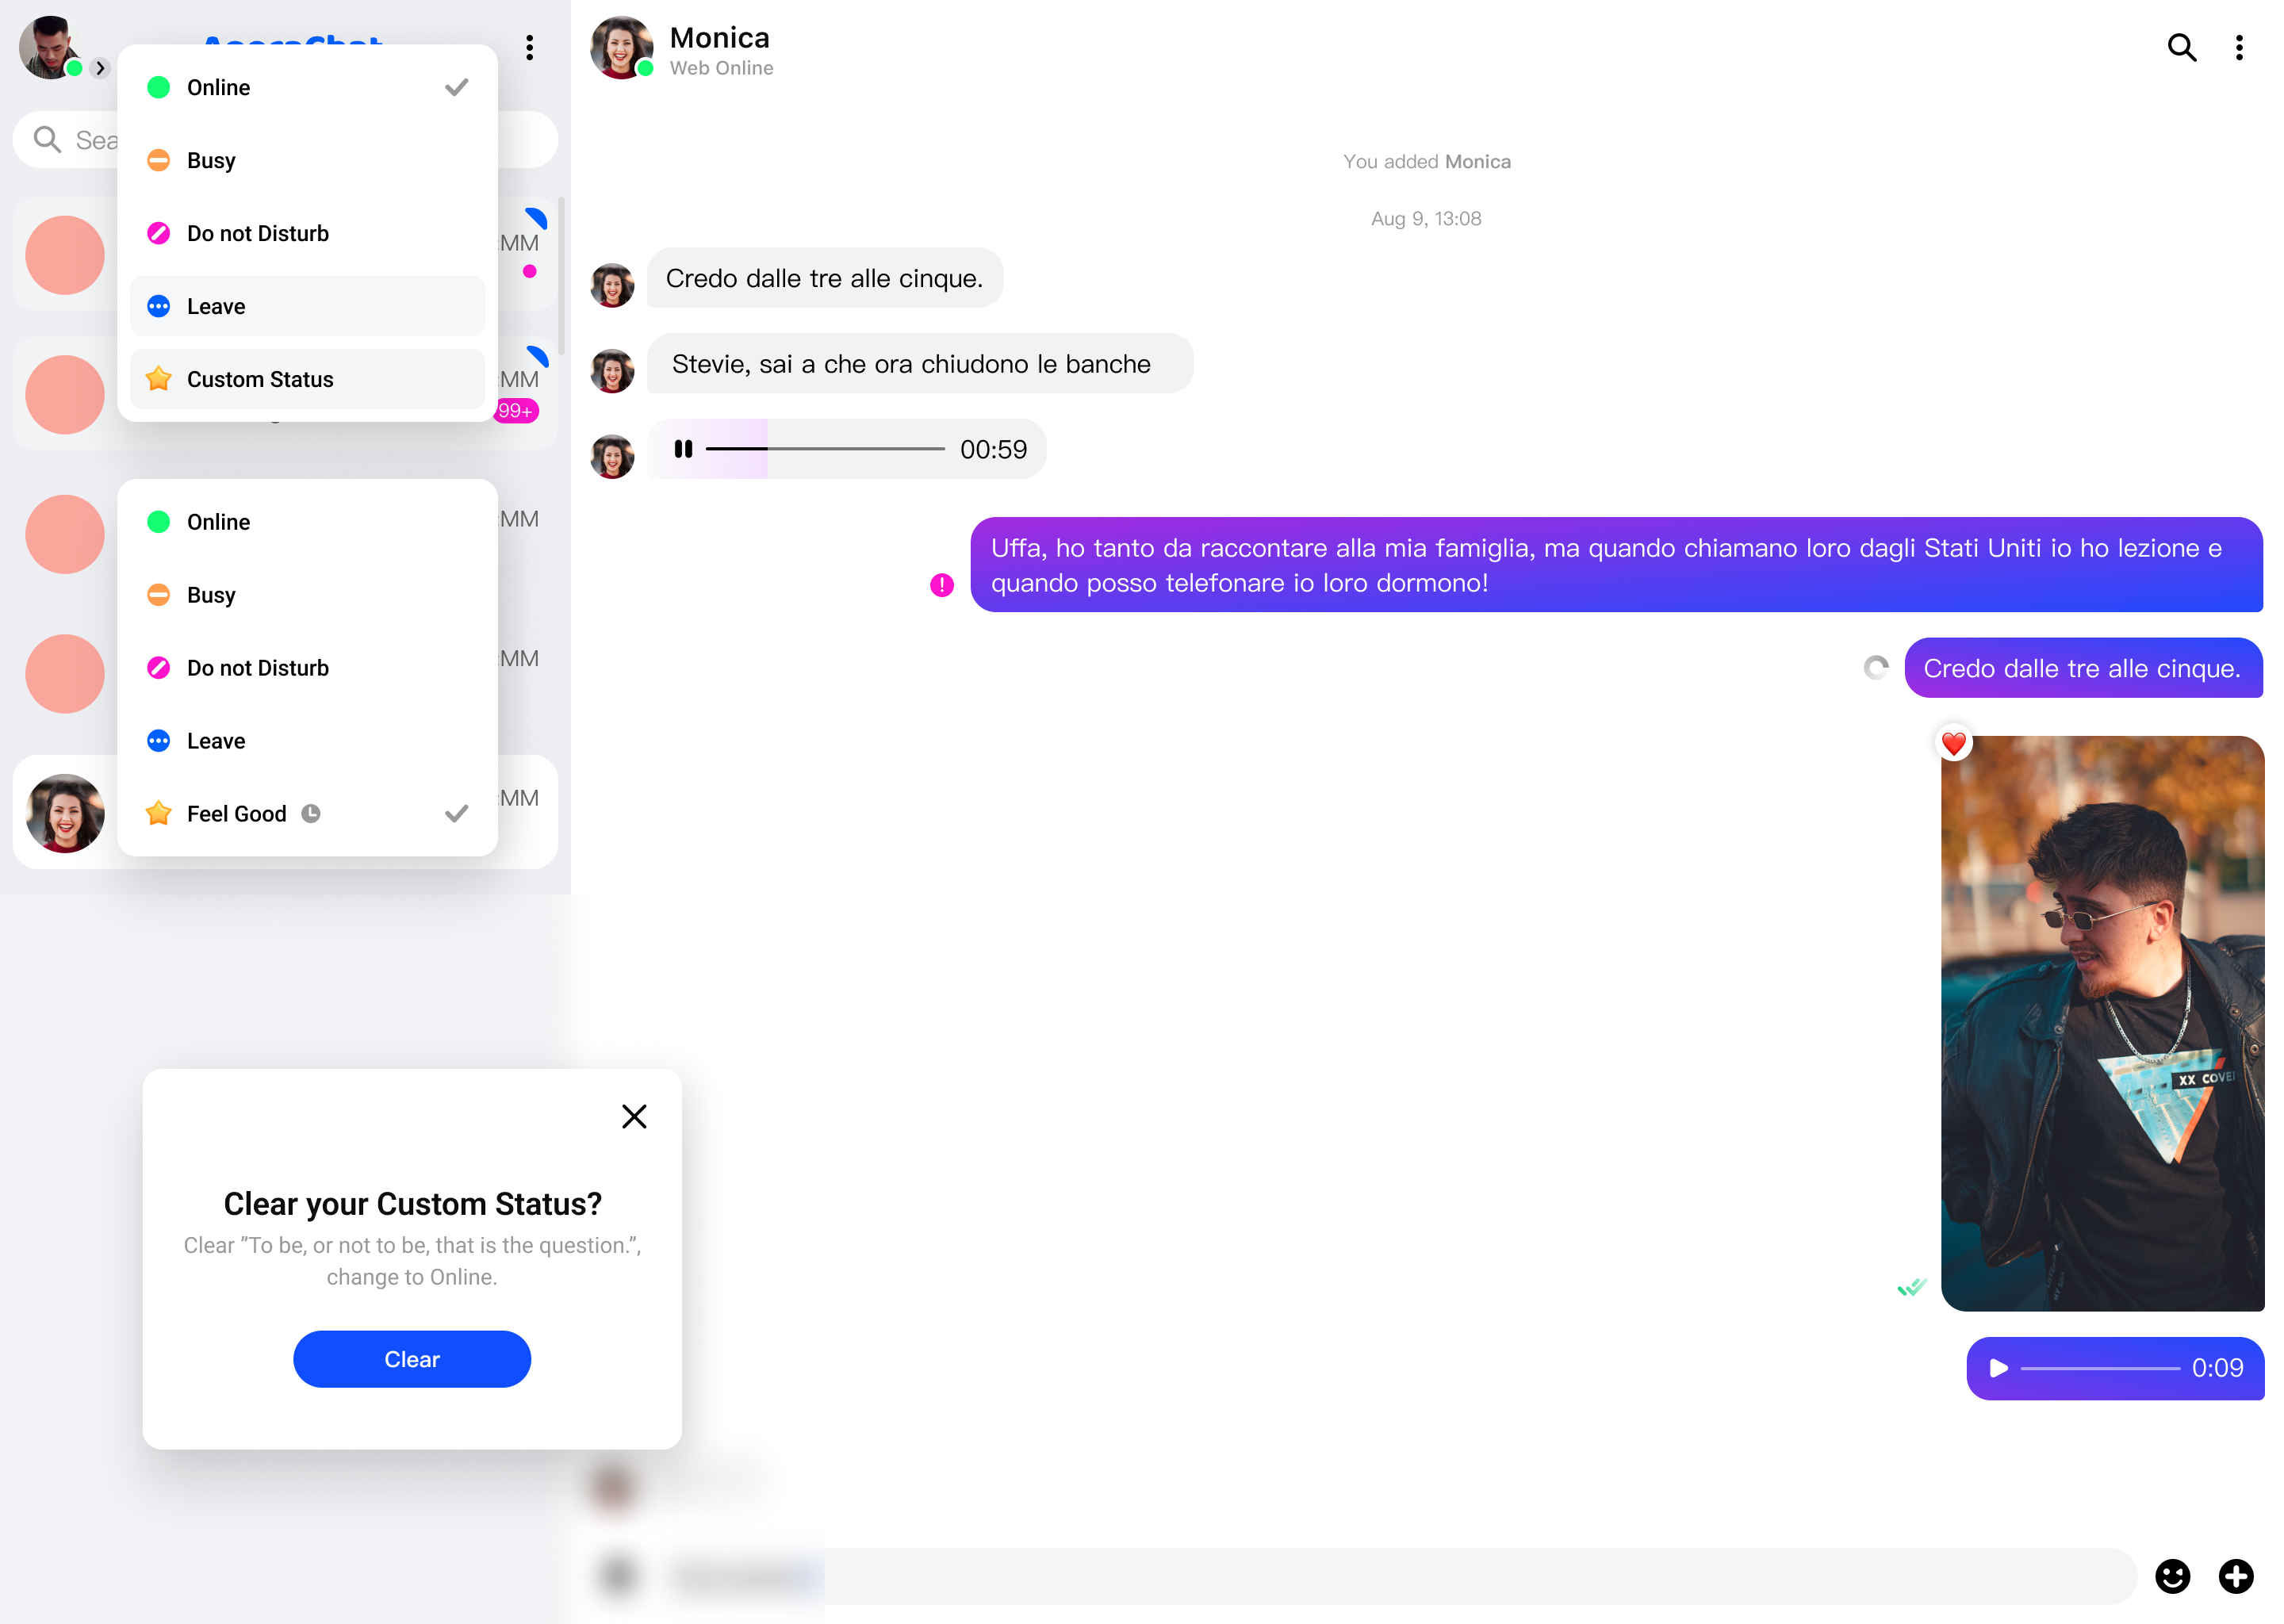 AgoraChat
Online
Busy
Do not Disturb
Leave
Custom Status
:MM
:MM
99+
Online
Busy
Do not Disturb
Leave
Feel Good
:MM
:MM
:MM
Clear your Custom Status?
Clear ”To be, or not to be, that is the question.”,
change to Online.
Clear
Monica
Web Online
You added Monica
Aug 9, 13:08
Credo dalle tre alle cinque.
Stevie, sai a che ora chiudono le banche
00:59
Uffa, ho tanto da raccontare alla mia famiglia, ma quando chiamano loro dagli Stati Uniti io ho lezione e
quando posso telefonare io loro dormono!
Credo dalle tre alle cinque.
XX COVE
0:09